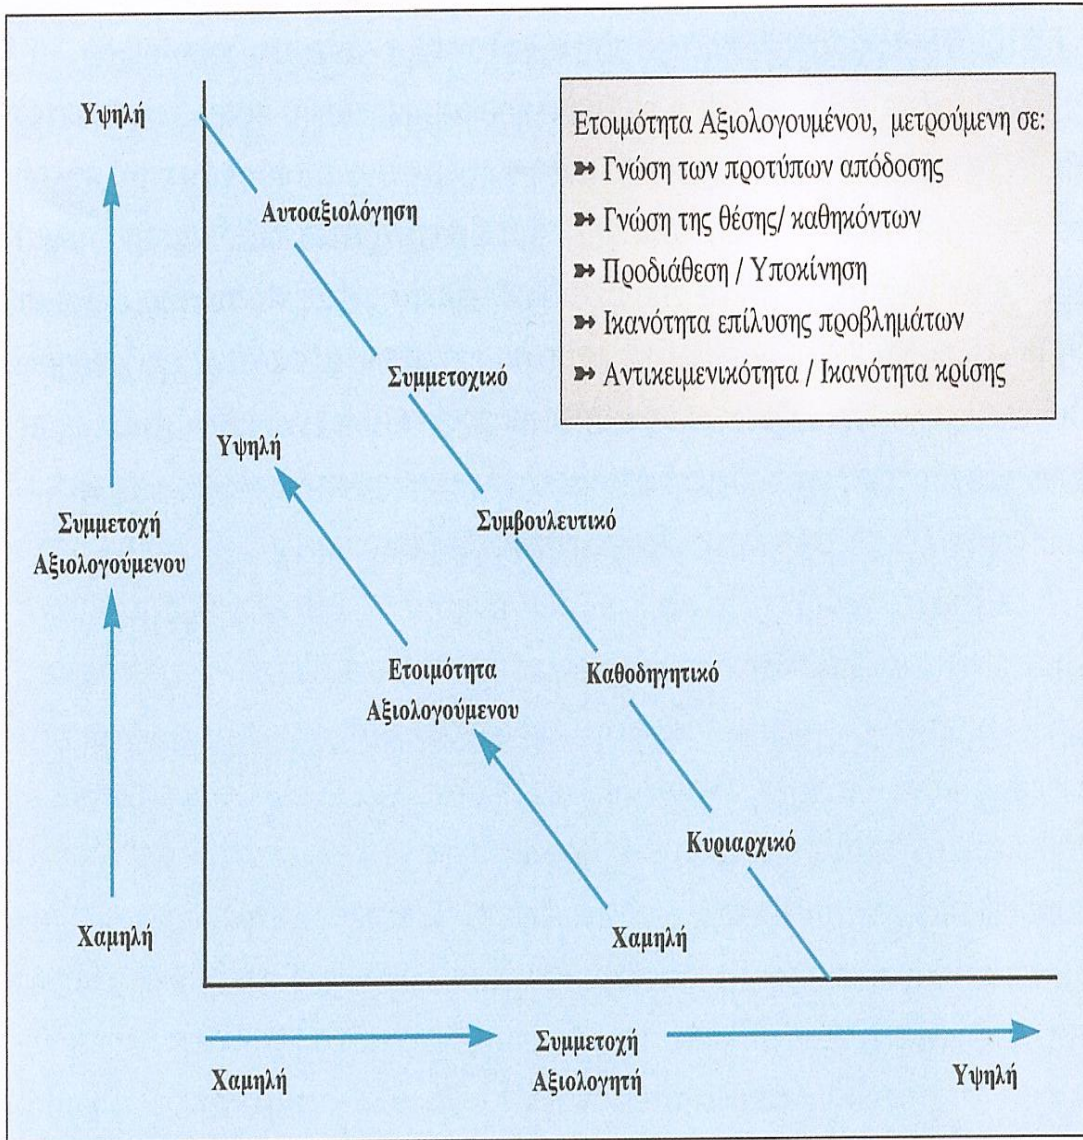 Υψηλή
Ετοιμότητα Αξιολογουμένου, μετρούμενη σε:
➽ Γνώση των προτύπων απόδοσης
➽ Γνώση της θέσης/ καθηκόντων
➽ Προδιάθεση / Υποκίνηση
➽ Ικανότητα επίλυσης προβλημάτων
➽ Αντικειμενικότητα / Ικανότητα κρίσης
Αυτοαξιολόγηση
Συμμετοχικό
Υψηλή
Συμβουλευτικό
Συμμετοχή
Αξιολογούμενου
Ετοιμότητα
Αξιολογούμενου
Καθοδηγητικό
Κυριαρχικό
Χαμηλή
Χαμηλή
Χαμηλή
Συμμετοχή
Αξιολογητή
Υψηλή